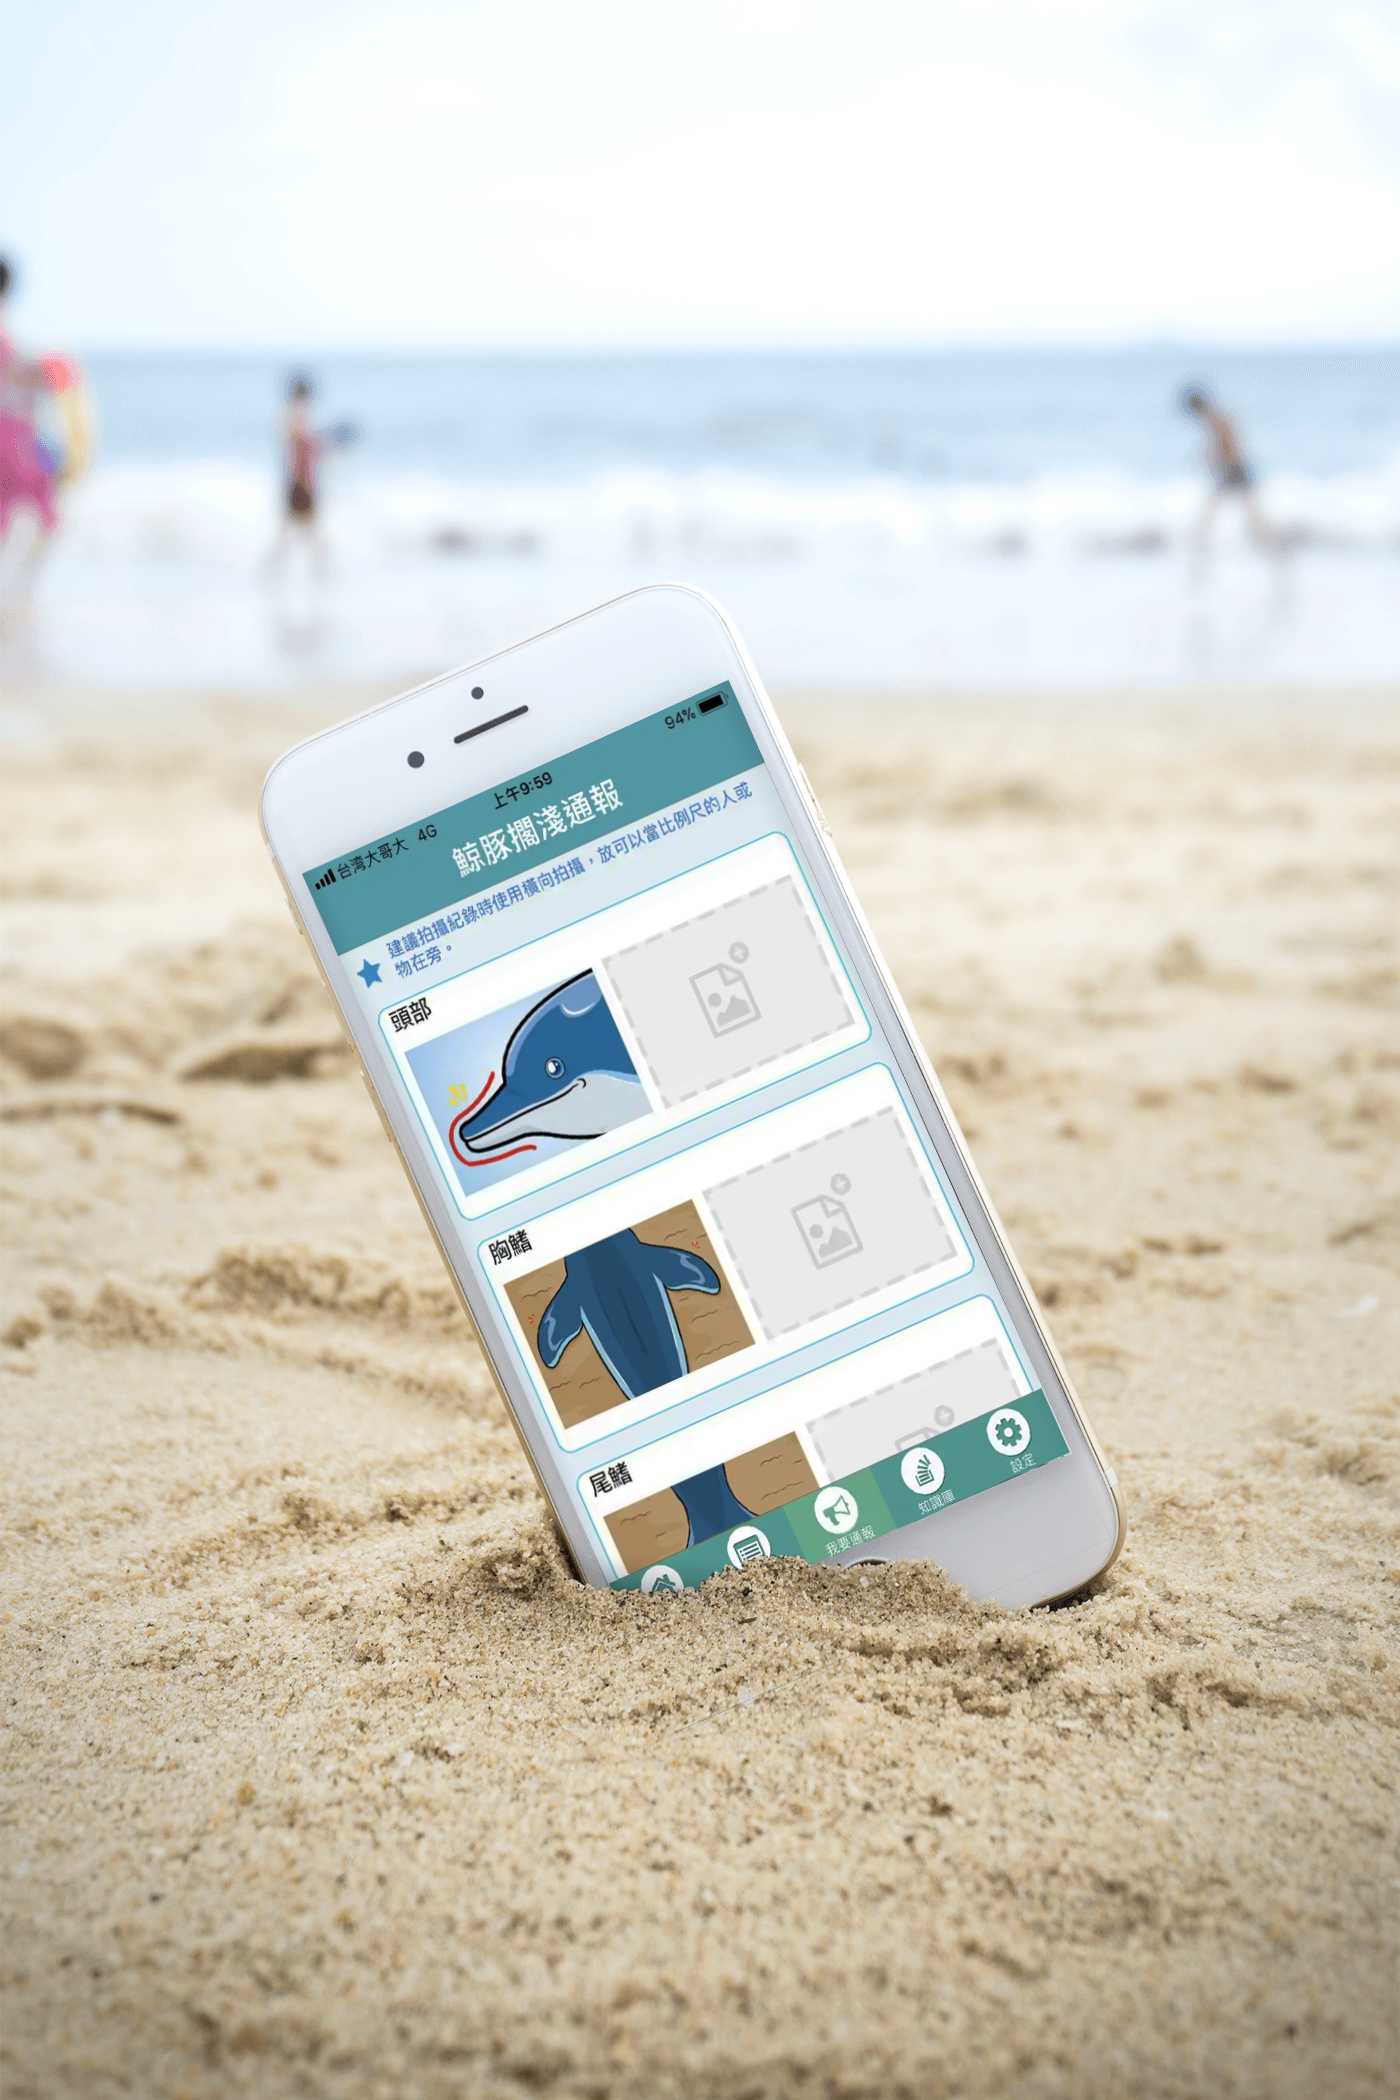 台湾大哥大 4G
上午9:59
94%
鯨豚擱淺通報
建議拍攝紀錄時使用橫向拍攝，放可以當比例尺的人或
物在旁。
頭部
胸鰭
尾鰭
我要通報
知識庫
設定